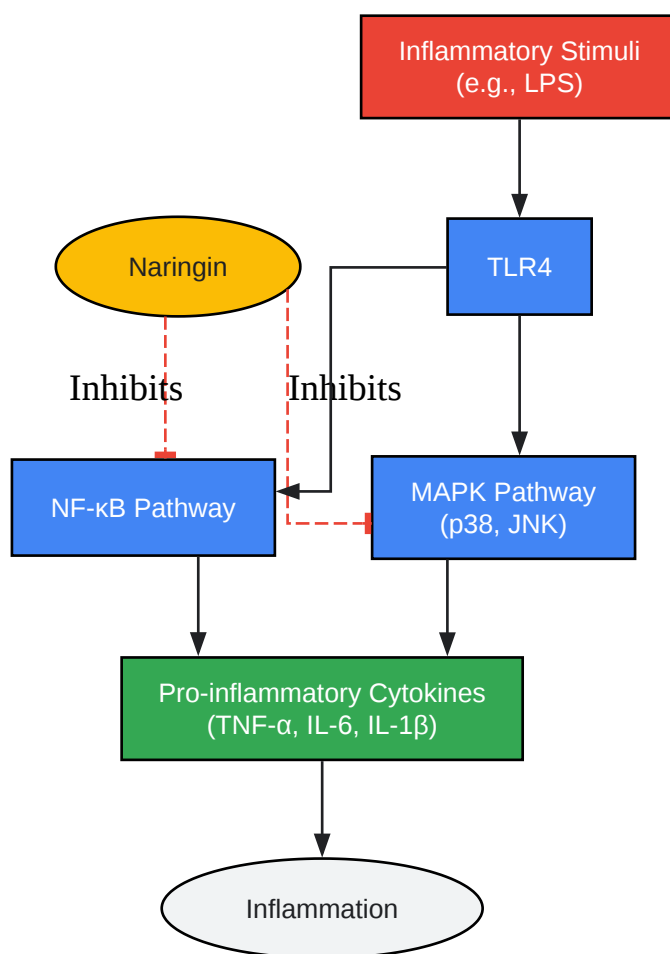 Inflammatory Stimuli
(e.g., LPS)
Naringin
TLR4
Inhibits
Inhibits
NF-κB Pathway
MAPK Pathway
(p38, JNK)
Pro-inflammatory Cytokines
(TNF-α, IL-6, IL-1β)
Inflammation